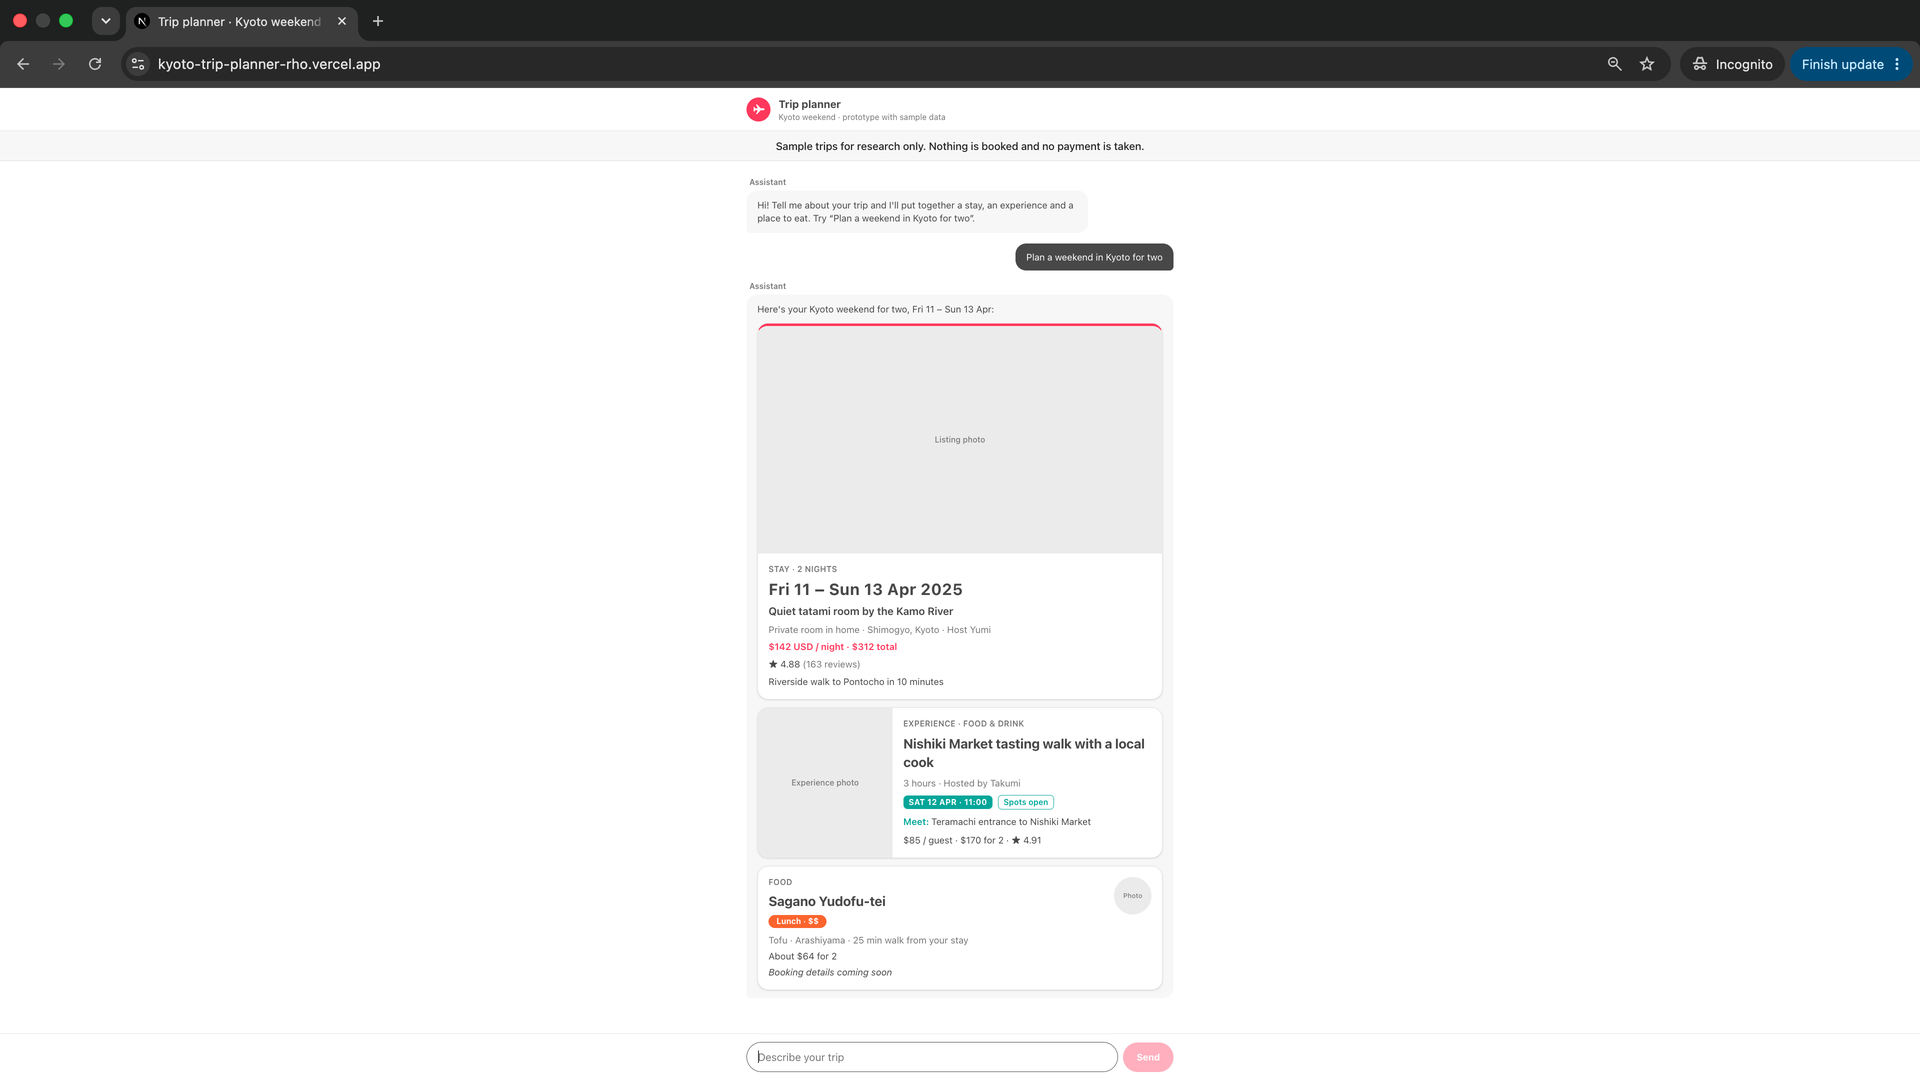 Trip planner · Kyoto weekend
kyoto-trip-planner-rho.vercel.app
Incognito
Finish update
Trip planner
Kyoto weekend · prototype with sample data
Sample trips for research only. Nothing is booked and no payment is taken.
Assistant
Hi! Tell me about your trip and I'll put together a stay, an experience and a
place to eat. Try “Plan a weekend in Kyoto for two”.
Plan a weekend in Kyoto for two
Assistant
Here's your Kyoto weekend for two, Fri 11 – Sun 13 Apr:
Listing photo
STAY · 2 NIGHTS
Fri 11 – Sun 13 Apr 2025
Quiet tatami room by the Kamo River
Private room in home · Shimogyo, Kyoto · Host Yumi
$142 USD / night · $312 total
★ 4.88 (163 reviews)
Riverside walk to Pontocho in 10 minutes
Experience photo
EXPERIENCE · FOOD & DRINK
Nishiki Market tasting walk with a local
cook
3 hours · Hosted by Takumi
SAT 12 APR · 11:00 Spots open
Meet: Teramachi entrance to Nishiki Market
$85 / guest · $170 for 2 · ★ 4.91
FOOD
Sagano Yudofu-tei
Photo
Lunch · $$
Tofu · Arashiyama · 25 min walk from your stay
About $64 for 2
Booking details coming soon
Describe your trip
Send